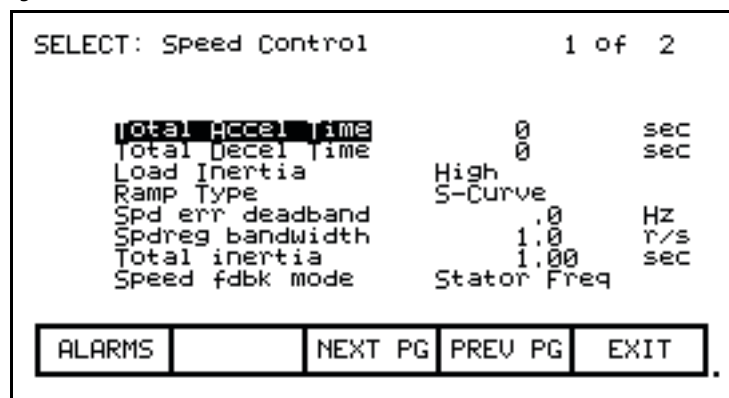 SELECT: Speed Control 1 of 2
Total Accel Time 0 sec
Total Decel Time 0 sec
Load Inertia High
Ramp Type S-Curve
Spd err deadband .0 Hz
Spdreg bandwidth 1.0 r/s
Total inertia 1.00 sec
Speed fdbk mode Stator Freq
ALARMS NEXT PG PREV PG EXIT